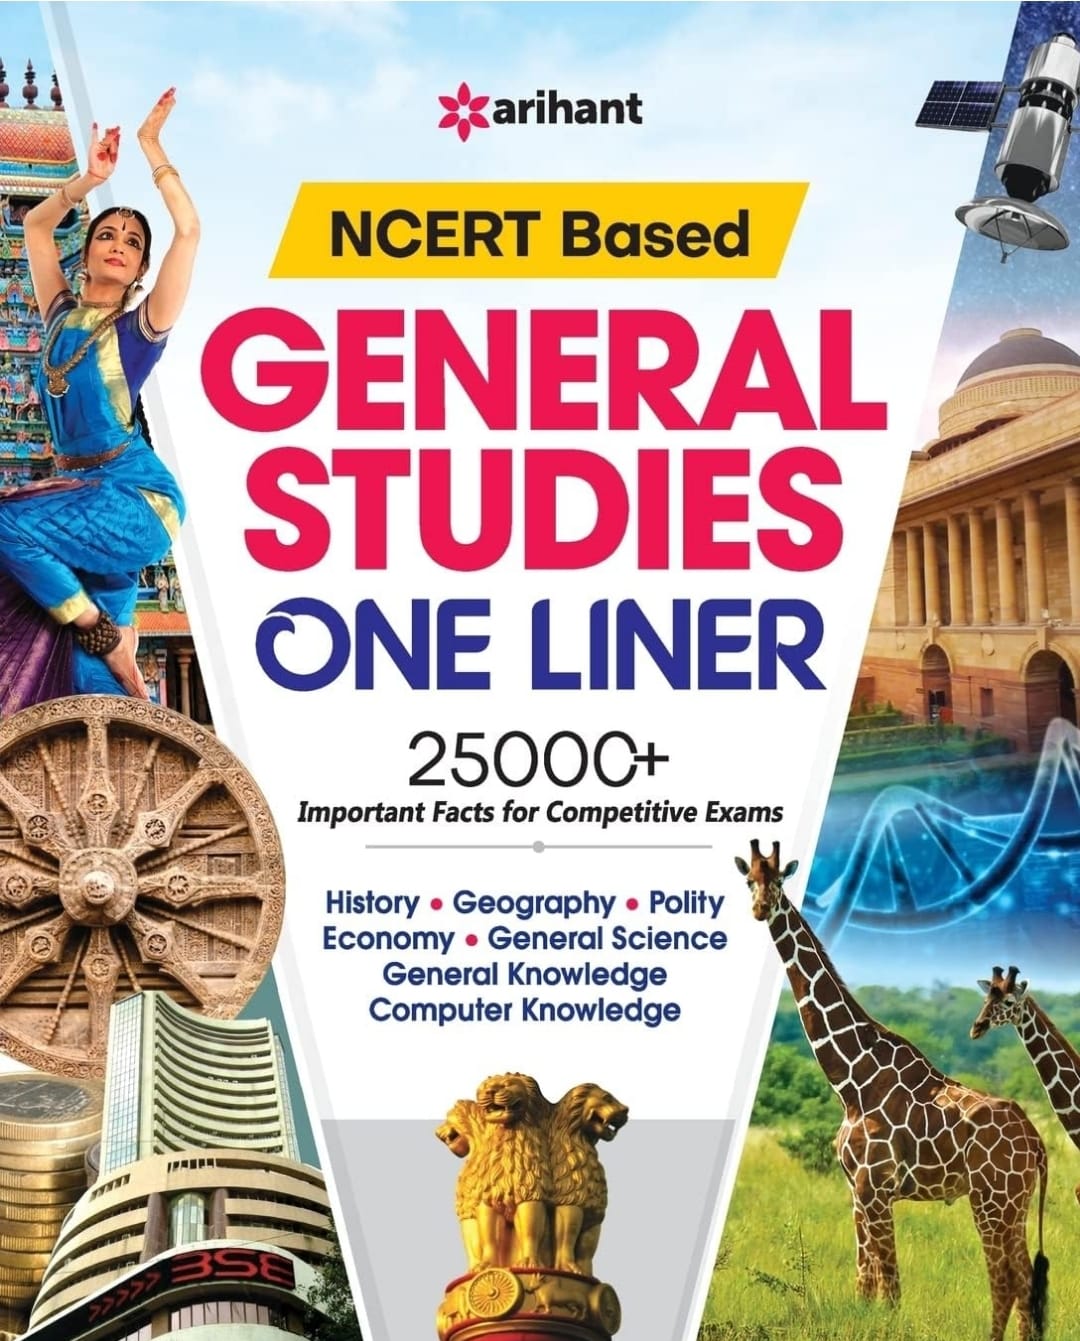 arihant
NCERT Based
GENERAL
STUDIES
ONE LINER
25000+
Important Facts for Competitive Exams
History • Geography • Polity
Economy • General Science
General Knowledge
Computer Knowledge
>>>>> BSE